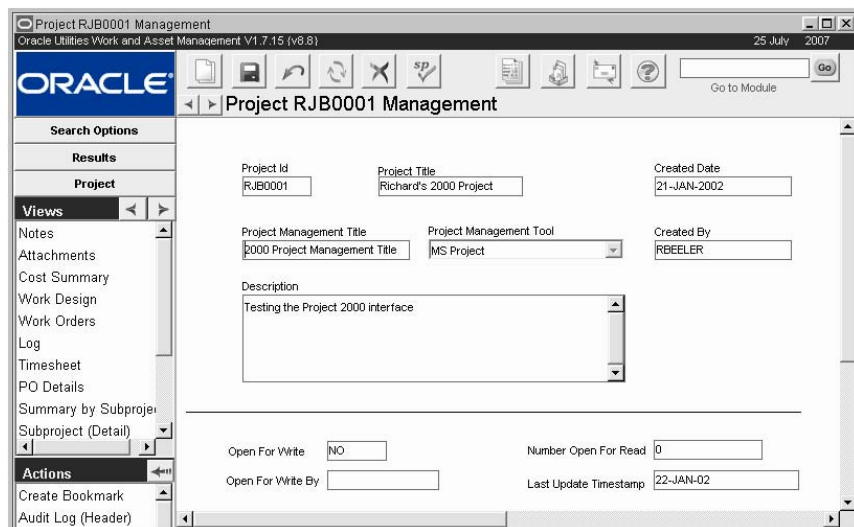 Project RJB0001 Management
Oracle Utilities Work and Asset Management V1.7.15 (v8.8)
25 July 2007
ORACLE
sp
Go
Go to Module
Project RJB0001 Management
Search Options
Results
Project
Views
Notes
Attachments
Cost Summary
Work Design
Work Orders
Log
Timesheet
PO Details
Summary by Subproje
Subproject (Detail)
Actions
Create Bookmark
Audit Log (Header)
Project Id
RJB0001
Project Title
Richard's 2000 Project
Created Date
21-JAN-2002
Project Management Title
2000 Project Management Title
Project Management Tool
MS Project
Created By
RBEELER
Description
Testing the Project 2000 interface
Open For Write
NO
Number Open For Read
0
Open For Write By
Last Update Timestamp
22-JAN-02